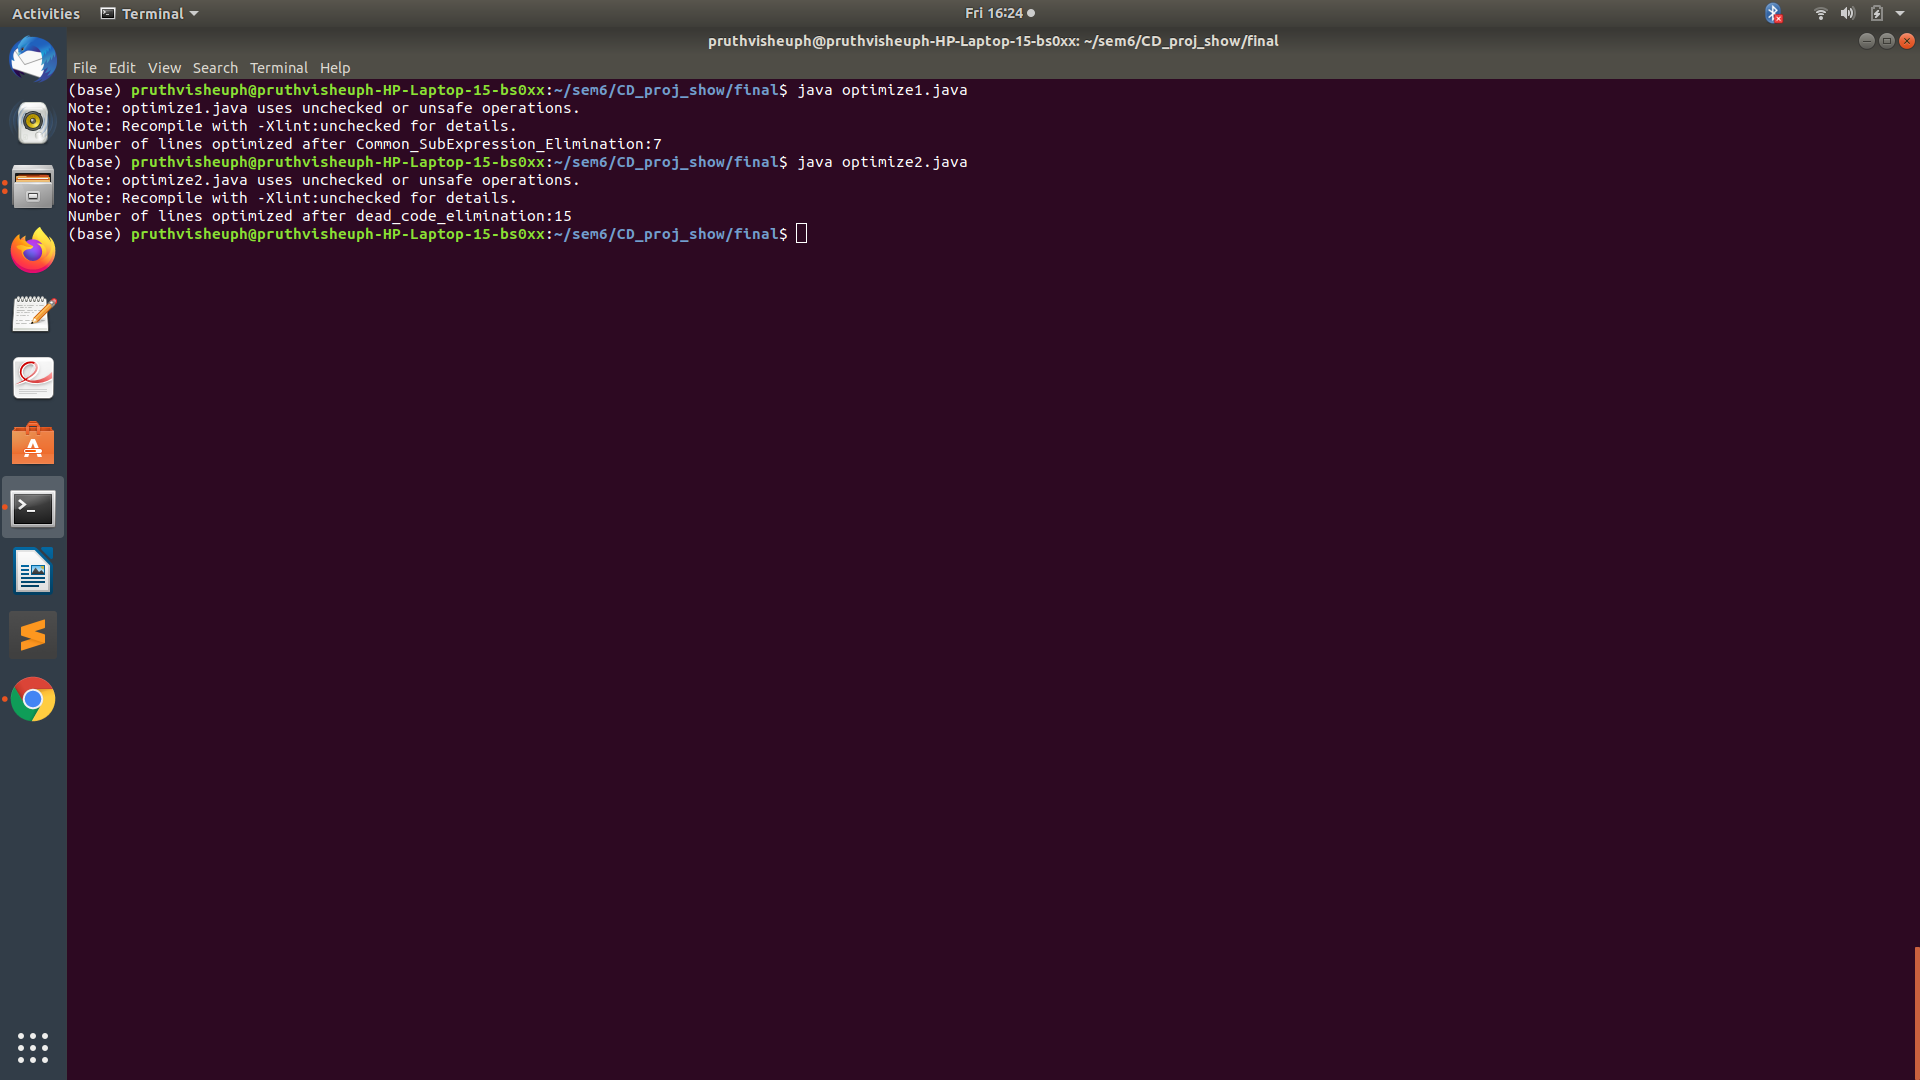 Activities Terminal Fri 16:24
pruthvisheuph@pruthvisheuph-HP-Laptop-15-bs0xx: ~/sem6/CD_proj_show/final
File Edit View Search Terminal Help
(base) pruthvisheuph@pruthvisheuph-HP-Laptop-15-bs0xx:~/sem6/CD_proj_show/final$ java optimize1.java
Note: optimize1.java uses unchecked or unsafe operations.
Note: Recompile with -Xlint:unchecked for details.
Number of lines optimized after Common_SubExpression_Elimination:7
(base) pruthvisheuph@pruthvisheuph-HP-Laptop-15-bs0xx:~/sem6/CD_proj_show/final$ java optimize2.java
Note: optimize2.java uses unchecked or unsafe operations.
Note: Recompile with -Xlint:unchecked for details.
Number of lines optimized after dead_code_elimination:15
(base) pruthvisheuph@pruthvisheuph-HP-Laptop-15-bs0xx:~/sem6/CD_proj_show/final$